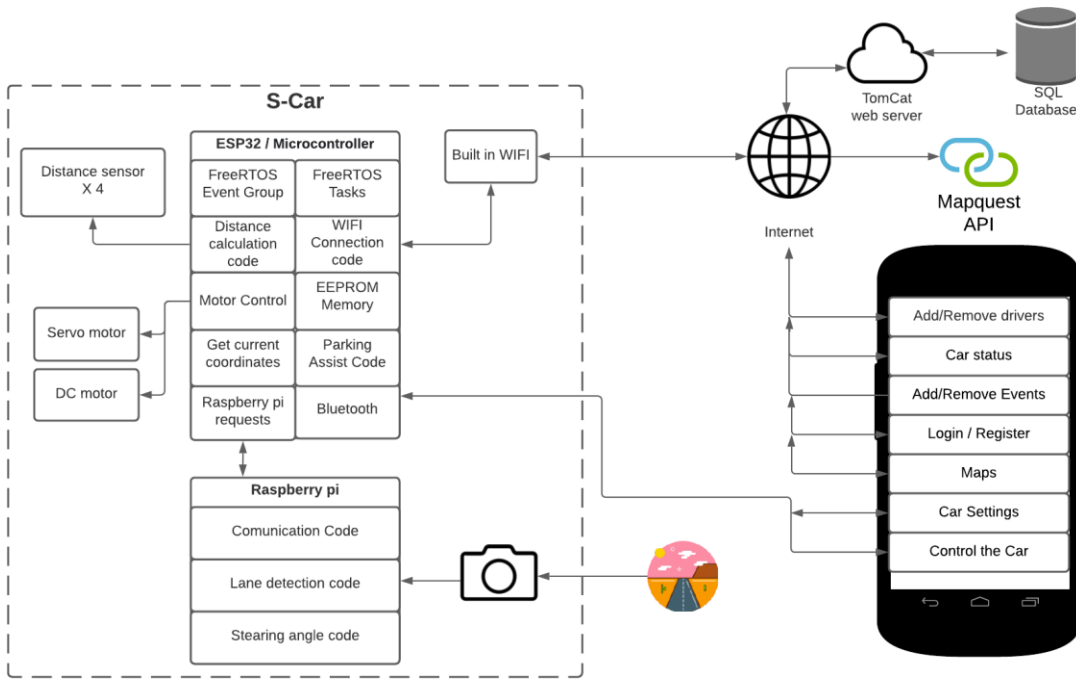 S-Car
ESP32 / Microcontroller
FreeRTOS
Event Group
FreeRTOS
Tasks
Distance
calculation
code
WIFI
Connection
code
Motor Control
EEPROM
Memory
Get current
coordinates
Parking
Assist Code
Raspberry pi
requests
Bluetooth
Distance sensor
X 4
Servo motor
DC motor
Built in WIFI
Raspberry pi
Comunication Code
Lane detection code
Stearing angle code
TomCat
web server
SQL
Database
Internet
Mapquest
API
Add/Remove drivers
Car status
Add/Remove Events
Login / Register
Maps
Car Settings
Control the Car